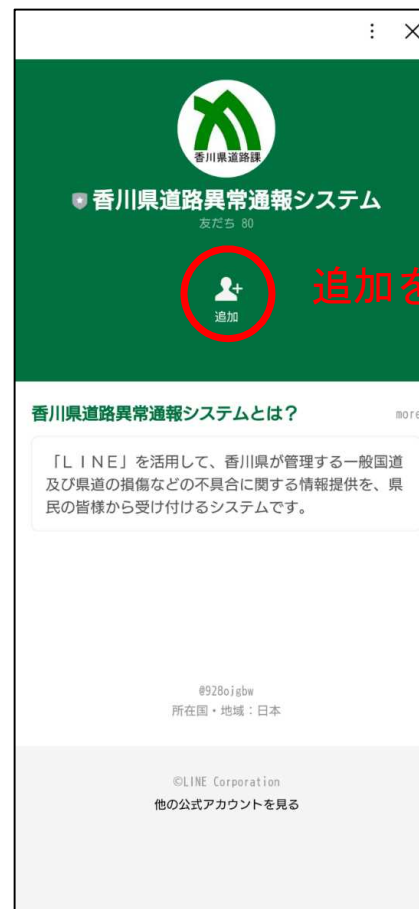 香川県道路課
香川県道路異常通報システム
友だち 80
追加
追加を
香川県道路異常通報システムとは？
more
「ＬＩＮＥ」を活用して、香川県が管理する一般国道
及び県道の損傷などの不具合に関する情報提供を、県
民の皆様から受け付けるシステムです。
@928ojgbw
所在国・地域：日本
©LINE Corporation
他の公式アカウントを見る